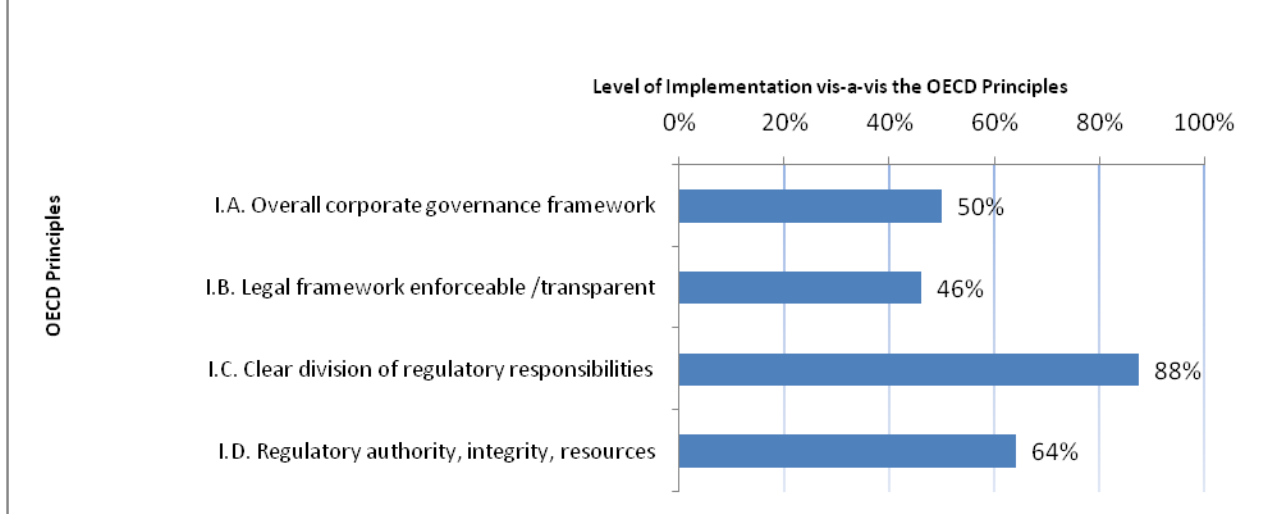 Level of Implementation vis-a-vis the OECD Principles
0% 20% 40% 60% 80% 100%
OECD Principles
I.A. Overall corporate governance framework 50%
I.B. Legal framework enforceable /transparent 46%
I.C. Clear division of regulatory responsibilities 88%
I.D. Regulatory authority, integrity, resources 64%